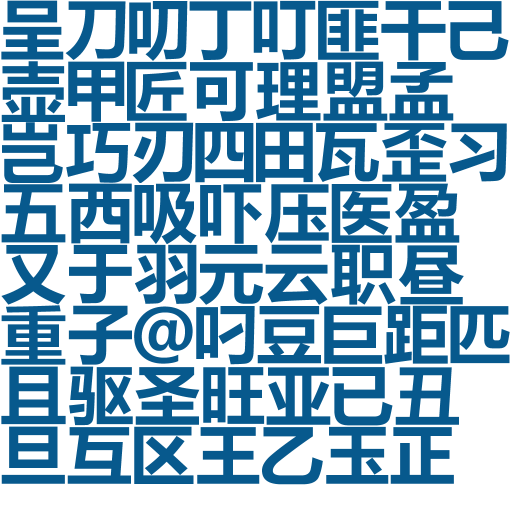 呈刀叨丁叮匪干己
壶甲匠可理盟孟
岂巧刃四田瓦歪习
五西吸吓压医盈
又于羽元云职昼
重子@叼豆巨距匹
且驱圣旺亚已丑
旦互区王乙玉正